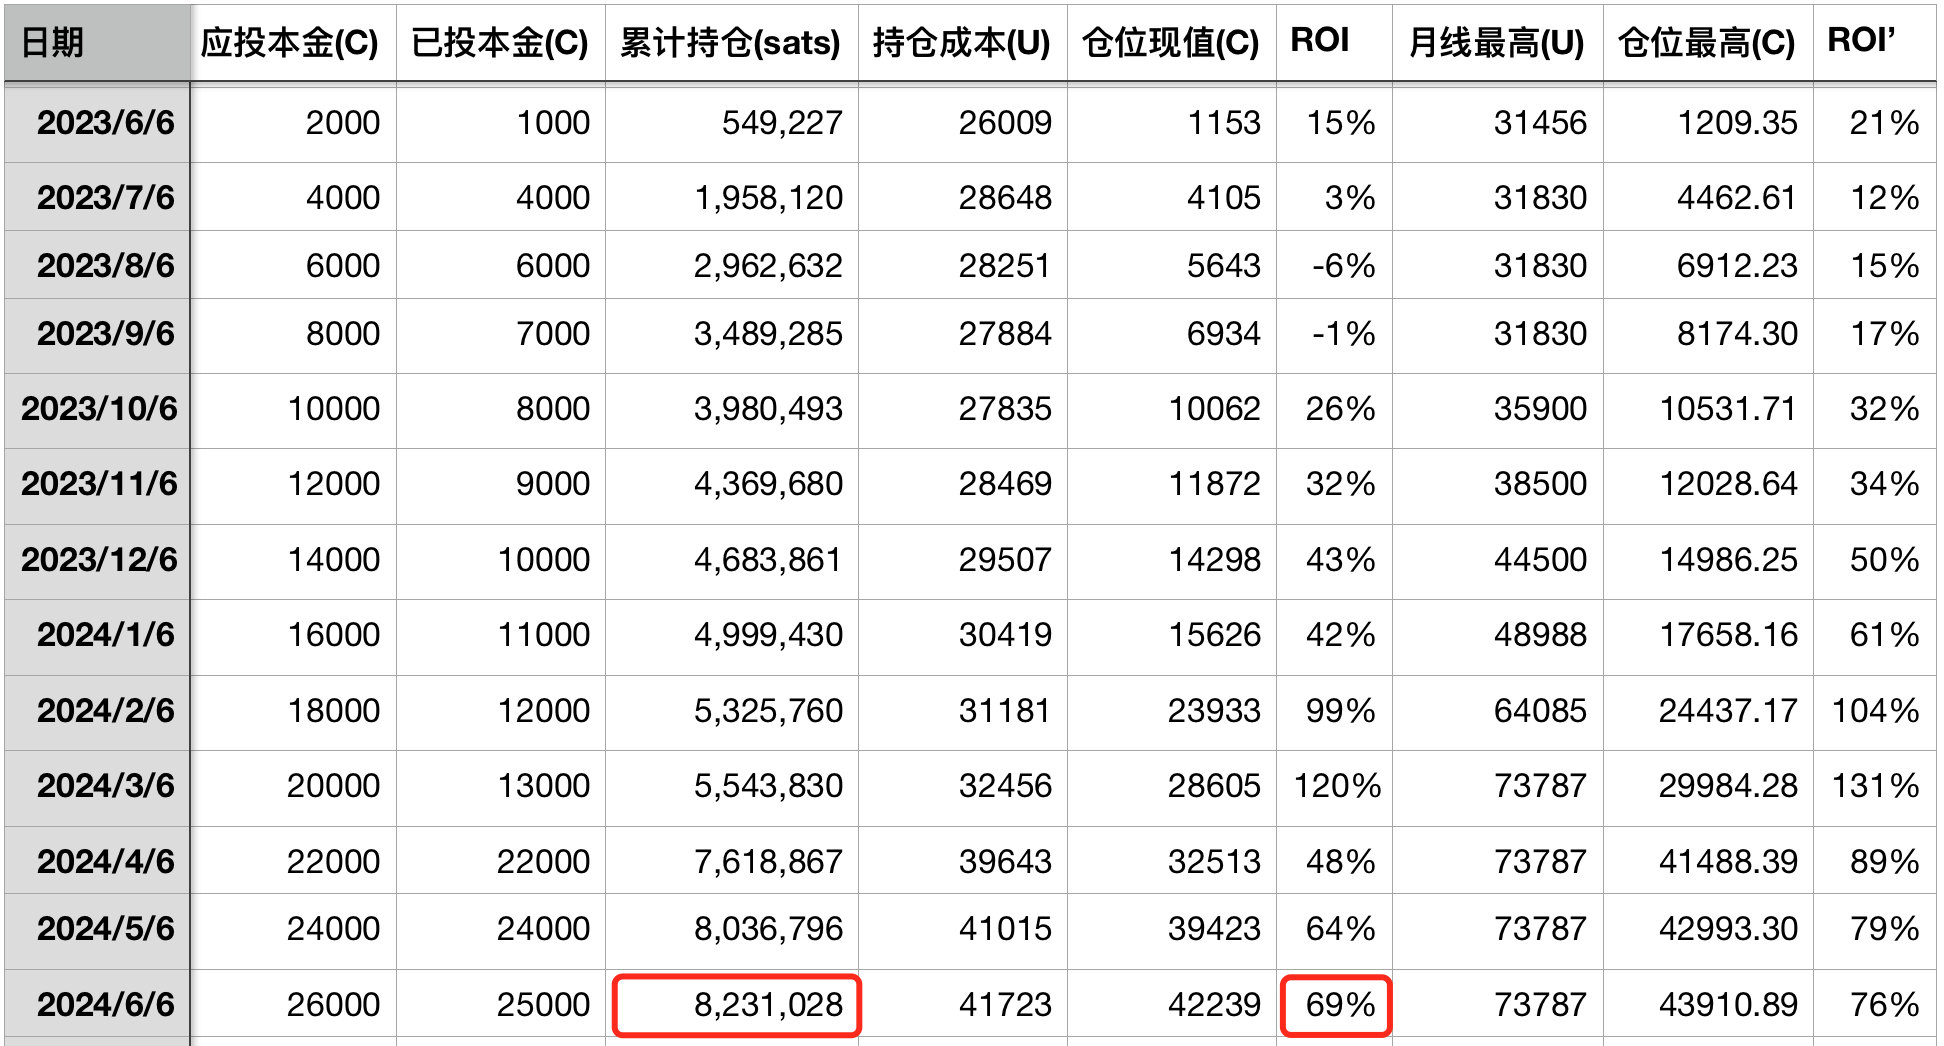 日期 应投本金(C) 已投本金(C) 累计持仓(sats) 持仓成本(U) 仓位现值(C) ROI 月线最高(U) 仓位最高(C) ROI’
2023/6/6 2000 1000 549,227 26009 1153 15% 31456 1209.35 21%
2023/7/6 4000 4000 1,958,120 28648 4105 3% 31830 4462.61 12%
2023/8/6 6000 6000 2,962,632 28251 5643 -6% 31830 6912.23 15%
2023/9/6 8000 7000 3,489,285 27884 6934 -1% 31830 8174.30 17%
2023/10/6 10000 8000 3,980,493 27835 10062 26% 35900 10531.71 32%
2023/11/6 12000 9000 4,369,680 28469 11872 32% 38500 12028.64 34%
2023/12/6 14000 10000 4,683,861 29507 14298 43% 44500 14986.25 50%
2024/1/6 16000 11000 4,999,430 30419 15626 42% 48988 17658.16 61%
2024/2/6 18000 12000 5,325,760 31181 23933 99% 64085 24437.17 104%
2024/3/6 20000 13000 5,543,830 32456 28605 120% 73787 29984.28 131%
2024/4/6 22000 22000 7,618,867 39643 32513 48% 73787 41488.39 89%
2024/5/6 24000 24000 8,036,796 41015 39423 64% 73787 42993.30 79%
2024/6/6 26000 25000 8,231,028 41723 42239 69% 73787 43910.89 76%